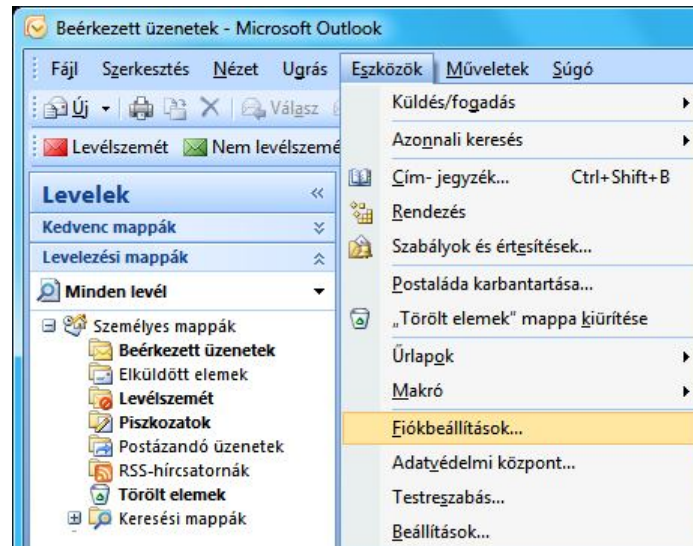 Beérkezett üzenetek - Microsoft Outlook
Fájl Szerkesztés Nézet Ugrás Eszközök Műveletek Súgó
Új Válasz
Levélszemét Nem levélszemé
Levelek
Kedvenc mappák
Levelezési mappák
Minden levél
Személyes mappák
Beérkezett üzenetek
Elküldött elemek
Levélszemét
Piszkozatok
Postázandó üzenetek
RSS-hírcsatornák
Törölt elemek
Keresési mappák
Küldés/fogadás
Azonnali keresés
Cím- jegyzék... Ctrl+Shift+B
Rendezés
Szabályok és értesítések...
Postaláda karbantartása...
„Törölt elemek” mappa kiürítése
Űrlapok
Makró
Fiókbeállítások...
Adatvédelmi központ...
Testreszabás...
Beállítások...